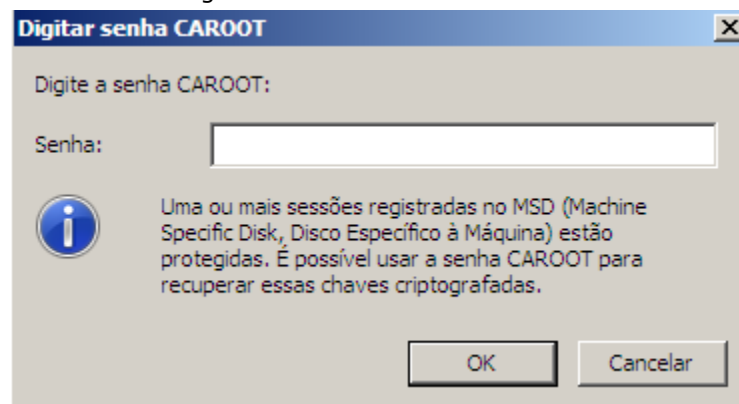 Digitar senha CAROOT
Digite a senha CAROOT:
Senha:
Uma ou mais sessões registradas no MSD (Machine
Specific Disk, Disco Específico à Máquina) estão
protegidas. É possível usar a senha CAROOT para
recuperar essas chaves criptografadas.
OK
Cancelar